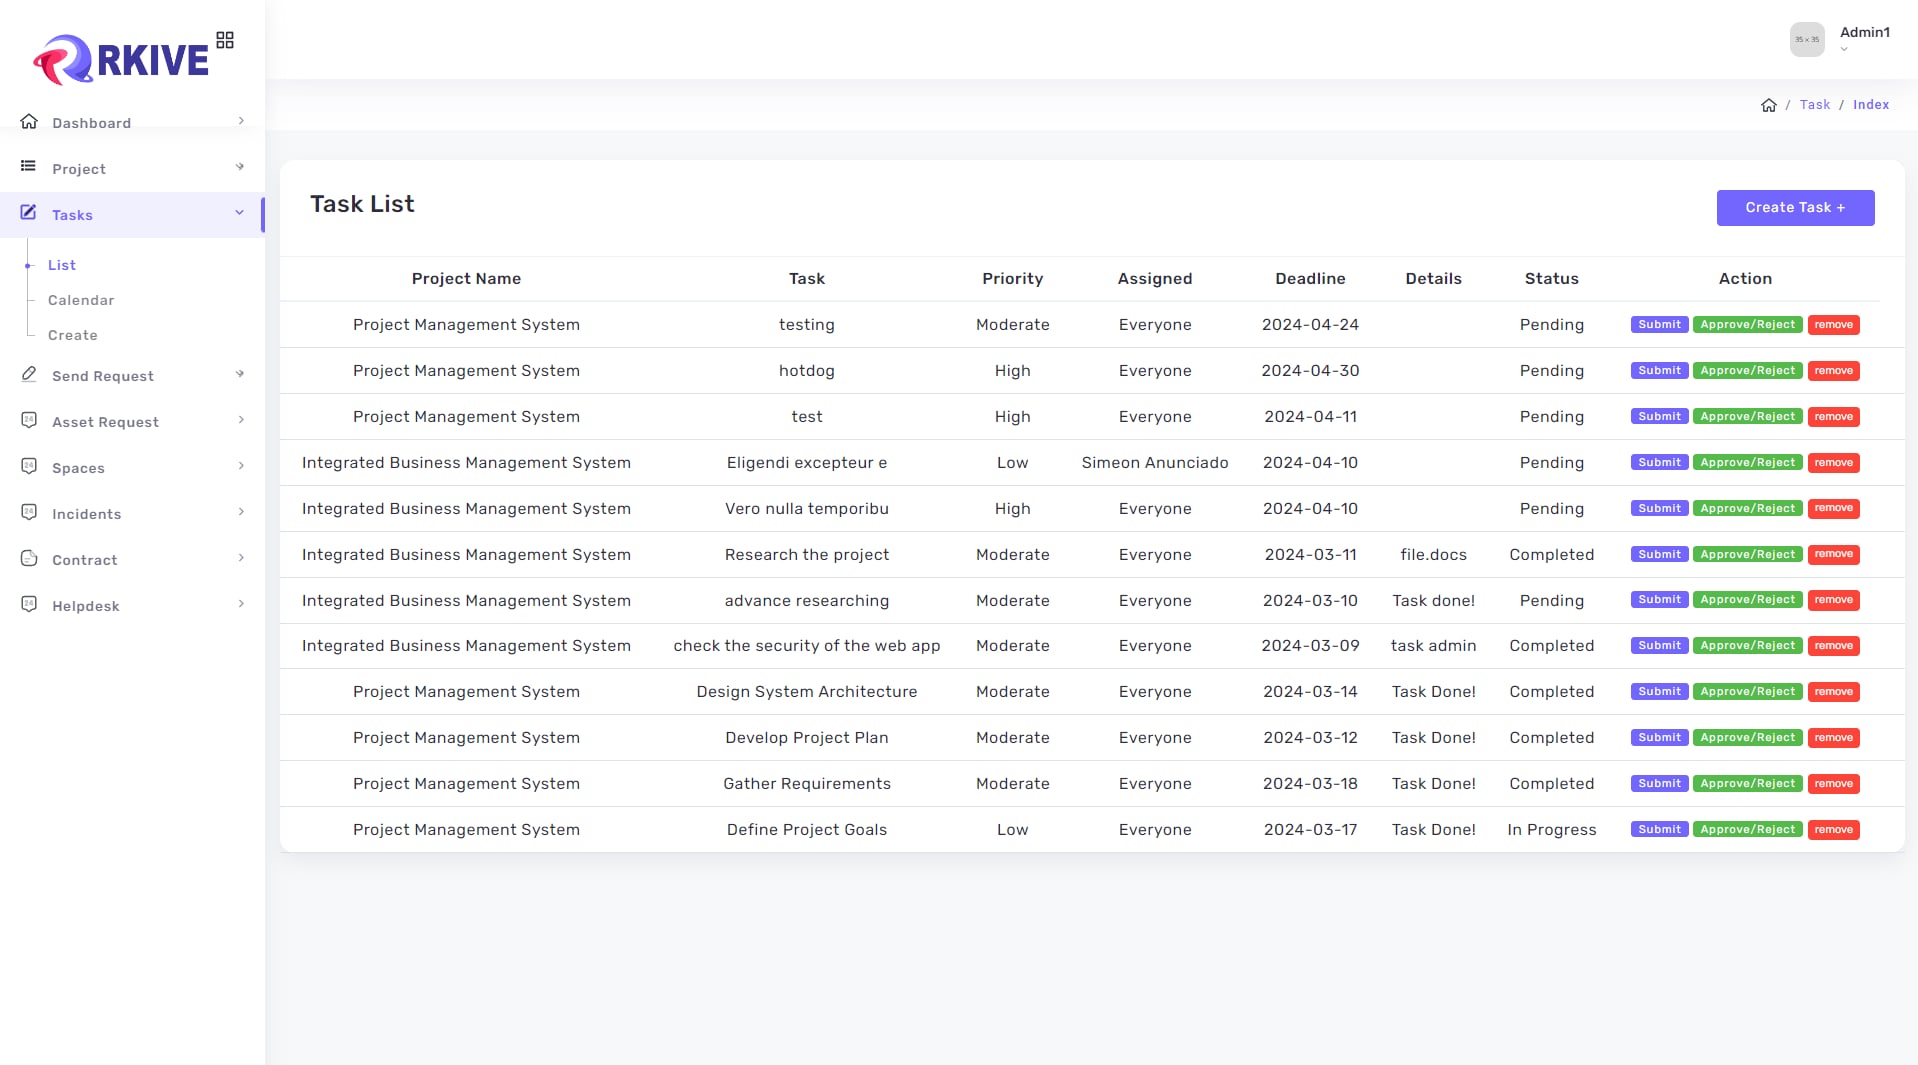 RKIVE
35 × 35
Admin1
/ Task / Index
Dashboard
Project
Tasks
List
Calendar
Create
Send Request
24 Asset Request
24 Spaces
24 Incidents
Contract
24 Helpdesk
Task List
Create Task +
Project Name Task Priority Assigned Deadline Details Status Action
Project Management System testing Moderate Everyone 2024-04-24 Pending Submit Approve/Reject remove
Project Management System hotdog High Everyone 2024-04-30 Pending Submit Approve/Reject remove
Project Management System test High Everyone 2024-04-11 Pending Submit Approve/Reject remove
Integrated Business Management System Eligendi excepteur e Low Simeon Anunciado 2024-04-10 Pending Submit Approve/Reject remove
Integrated Business Management System Vero nulla temporibu High Everyone 2024-04-10 Pending Submit Approve/Reject remove
Integrated Business Management System Research the project Moderate Everyone 2024-03-11 file.docs Completed Submit Approve/Reject remove
Integrated Business Management System advance researching Moderate Everyone 2024-03-10 Task done! Pending Submit Approve/Reject remove
Integrated Business Management System check the security of the web app Moderate Everyone 2024-03-09 task admin Completed Submit Approve/Reject remove
Project Management System Design System Architecture Moderate Everyone 2024-03-14 Task Done! Completed Submit Approve/Reject remove
Project Management System Develop Project Plan Moderate Everyone 2024-03-12 Task Done! Completed Submit Approve/Reject remove
Project Management System Gather Requirements Moderate Everyone 2024-03-18 Task Done! Completed Submit Approve/Reject remove
Project Management System Define Project Goals Low Everyone 2024-03-17 Task Done! In Progress Submit Approve/Reject remove